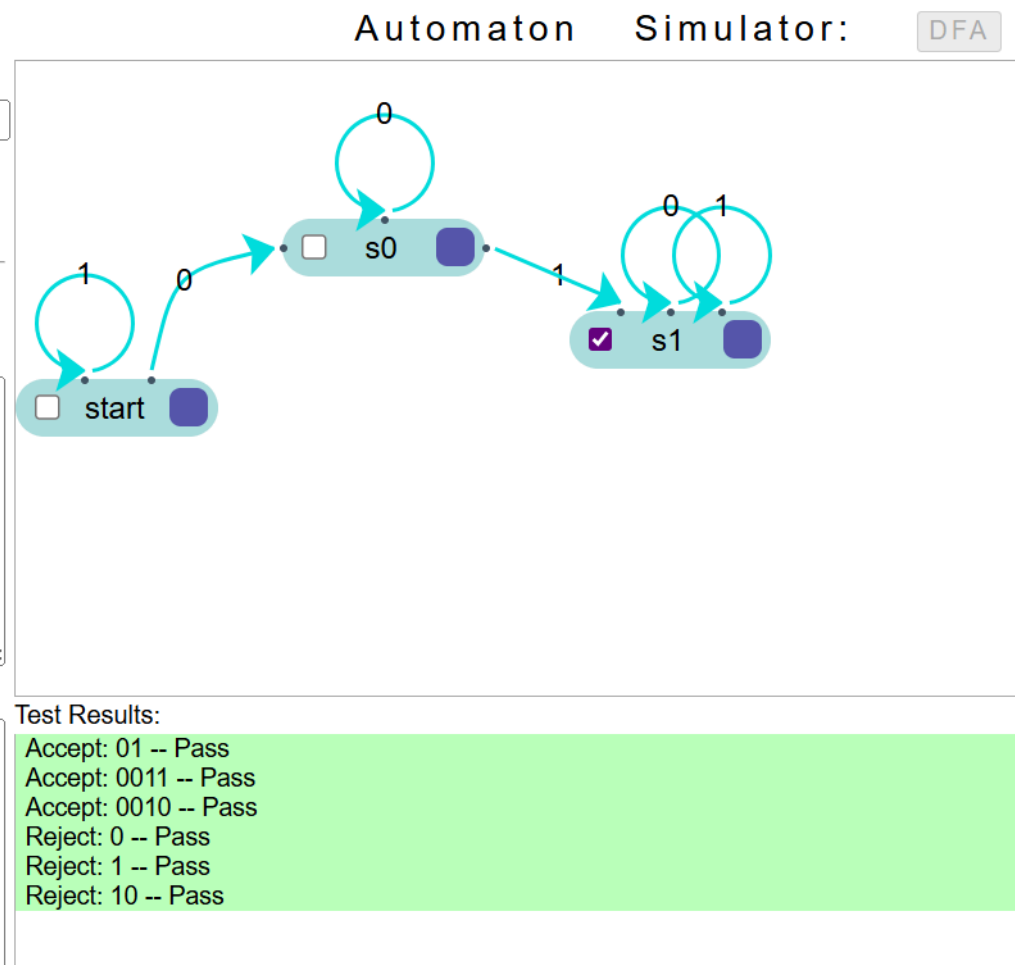 Automaton Simulator: DFA
0
0 1
s0
1 0 1
s1
start
Test Results:
Accept: 01 -- Pass
Accept: 0011 -- Pass
Accept: 0010 -- Pass
Reject: 0 -- Pass
Reject: 1 -- Pass
Reject: 10 -- Pass